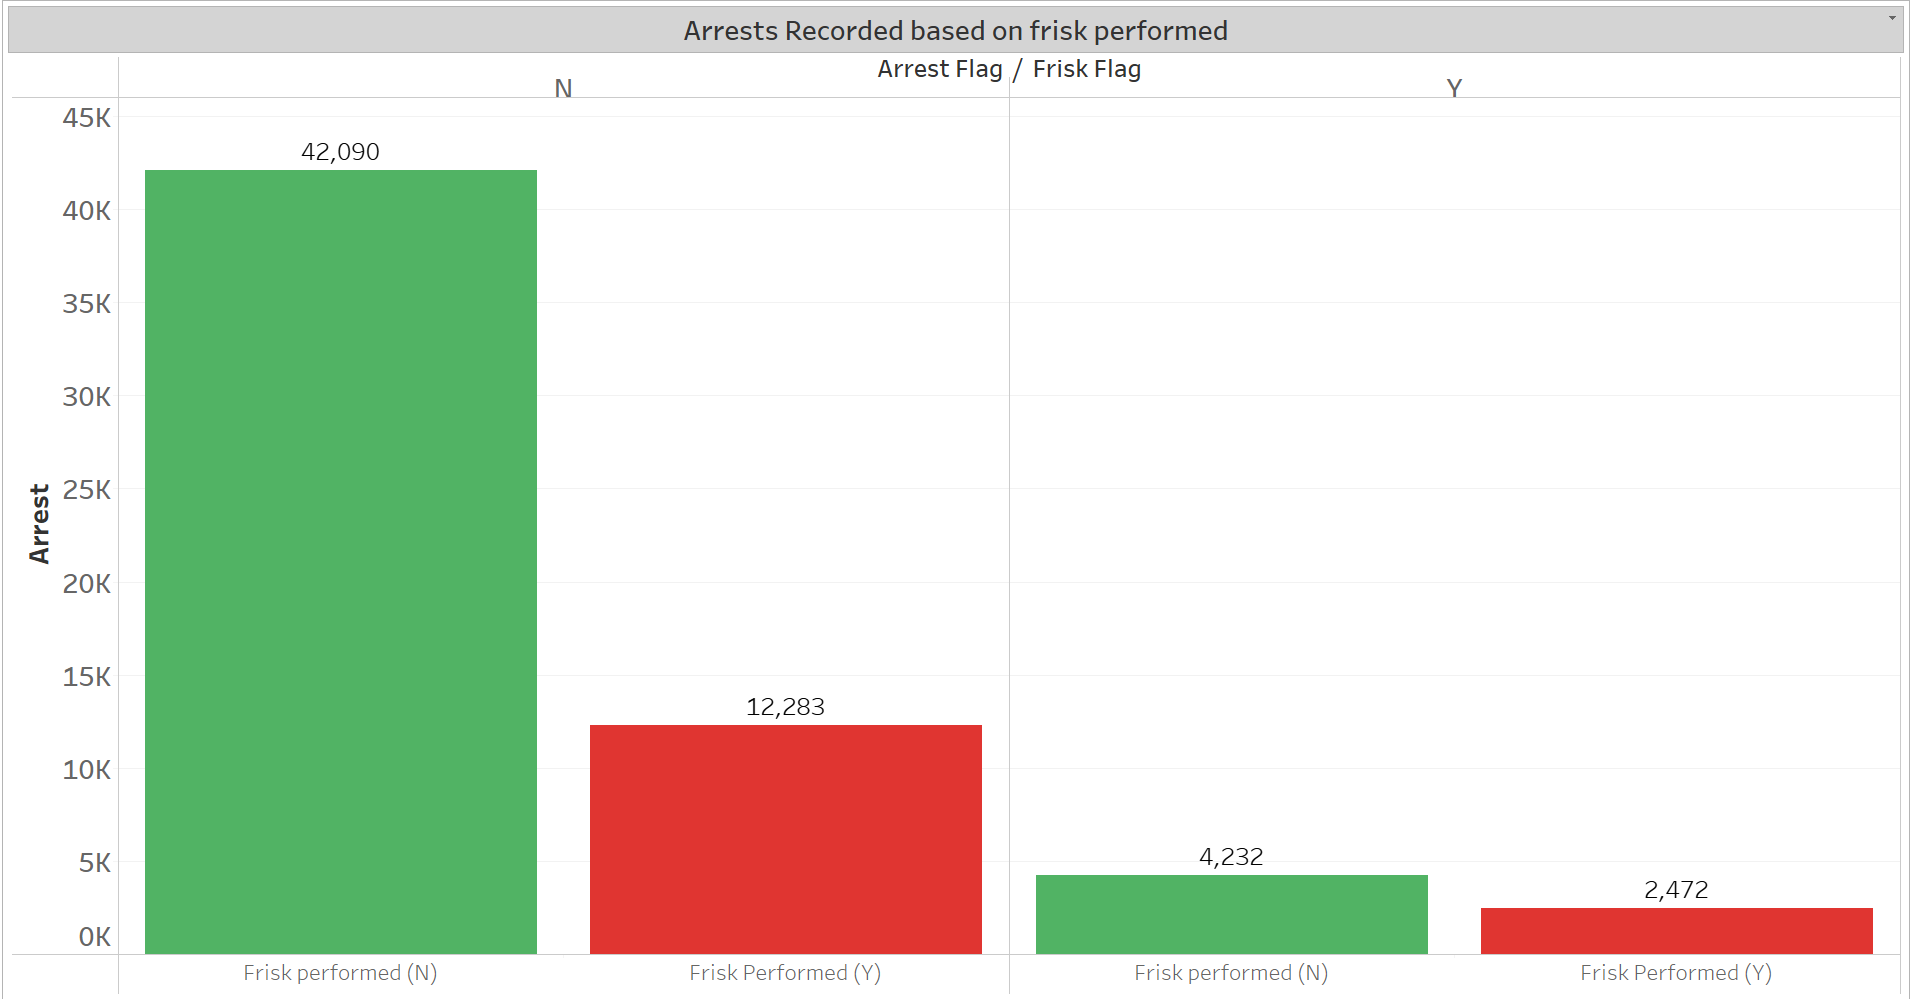 Arrests Recorded based on frisk performed
Arrest Flag / Frisk Flag
N Y
45K
40K
35K
30K
25K
20K
15K
10K
5K
0K
Arrest
42,090
12,283
4,232
2,472
Frisk performed (N) Frisk Performed (Y) Frisk performed (N) Frisk Performed (Y)